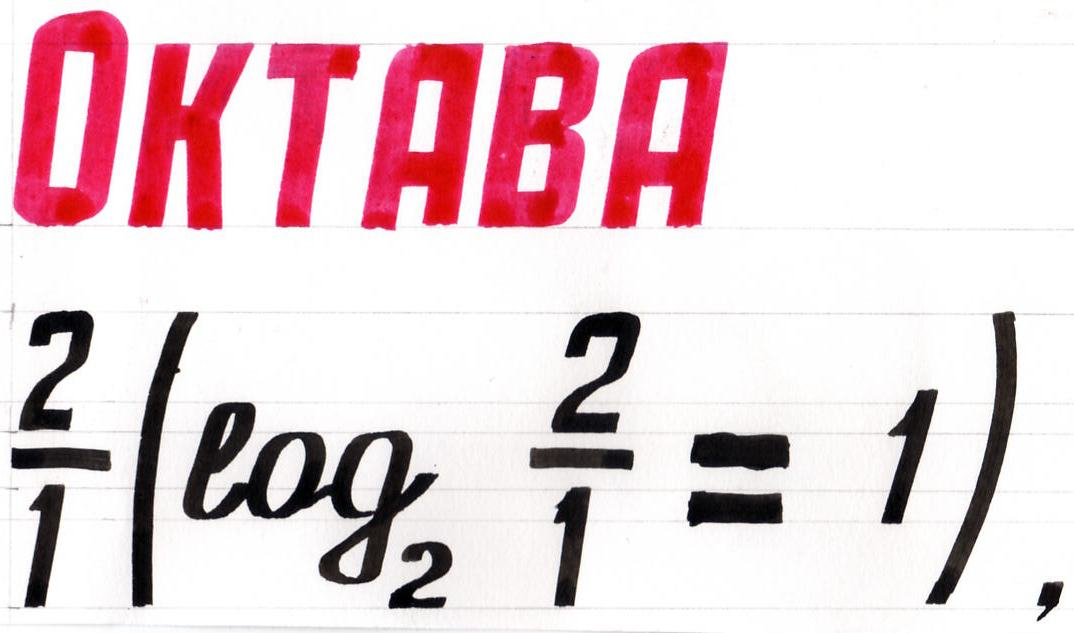 Октава
2/1 (log₂ 2/1 = 1),